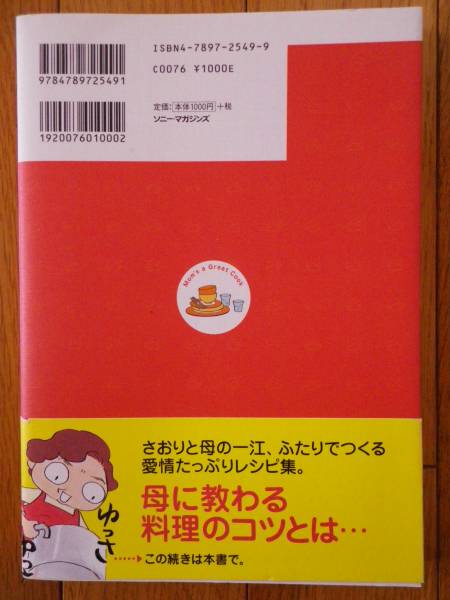 ISBN4-7897-2549-9
C0076 ¥1000E
9784789725491
定価:本体1000円+税
ソニー・マガジンズ
1920076010002
Mom's a Great Cook
さおりと母の一江、ふたりでつくる
愛情たっぷりレシピ集。
母に教わる
料理のコツとは…
この続きは本書で。
ゆっさ
ゆっ